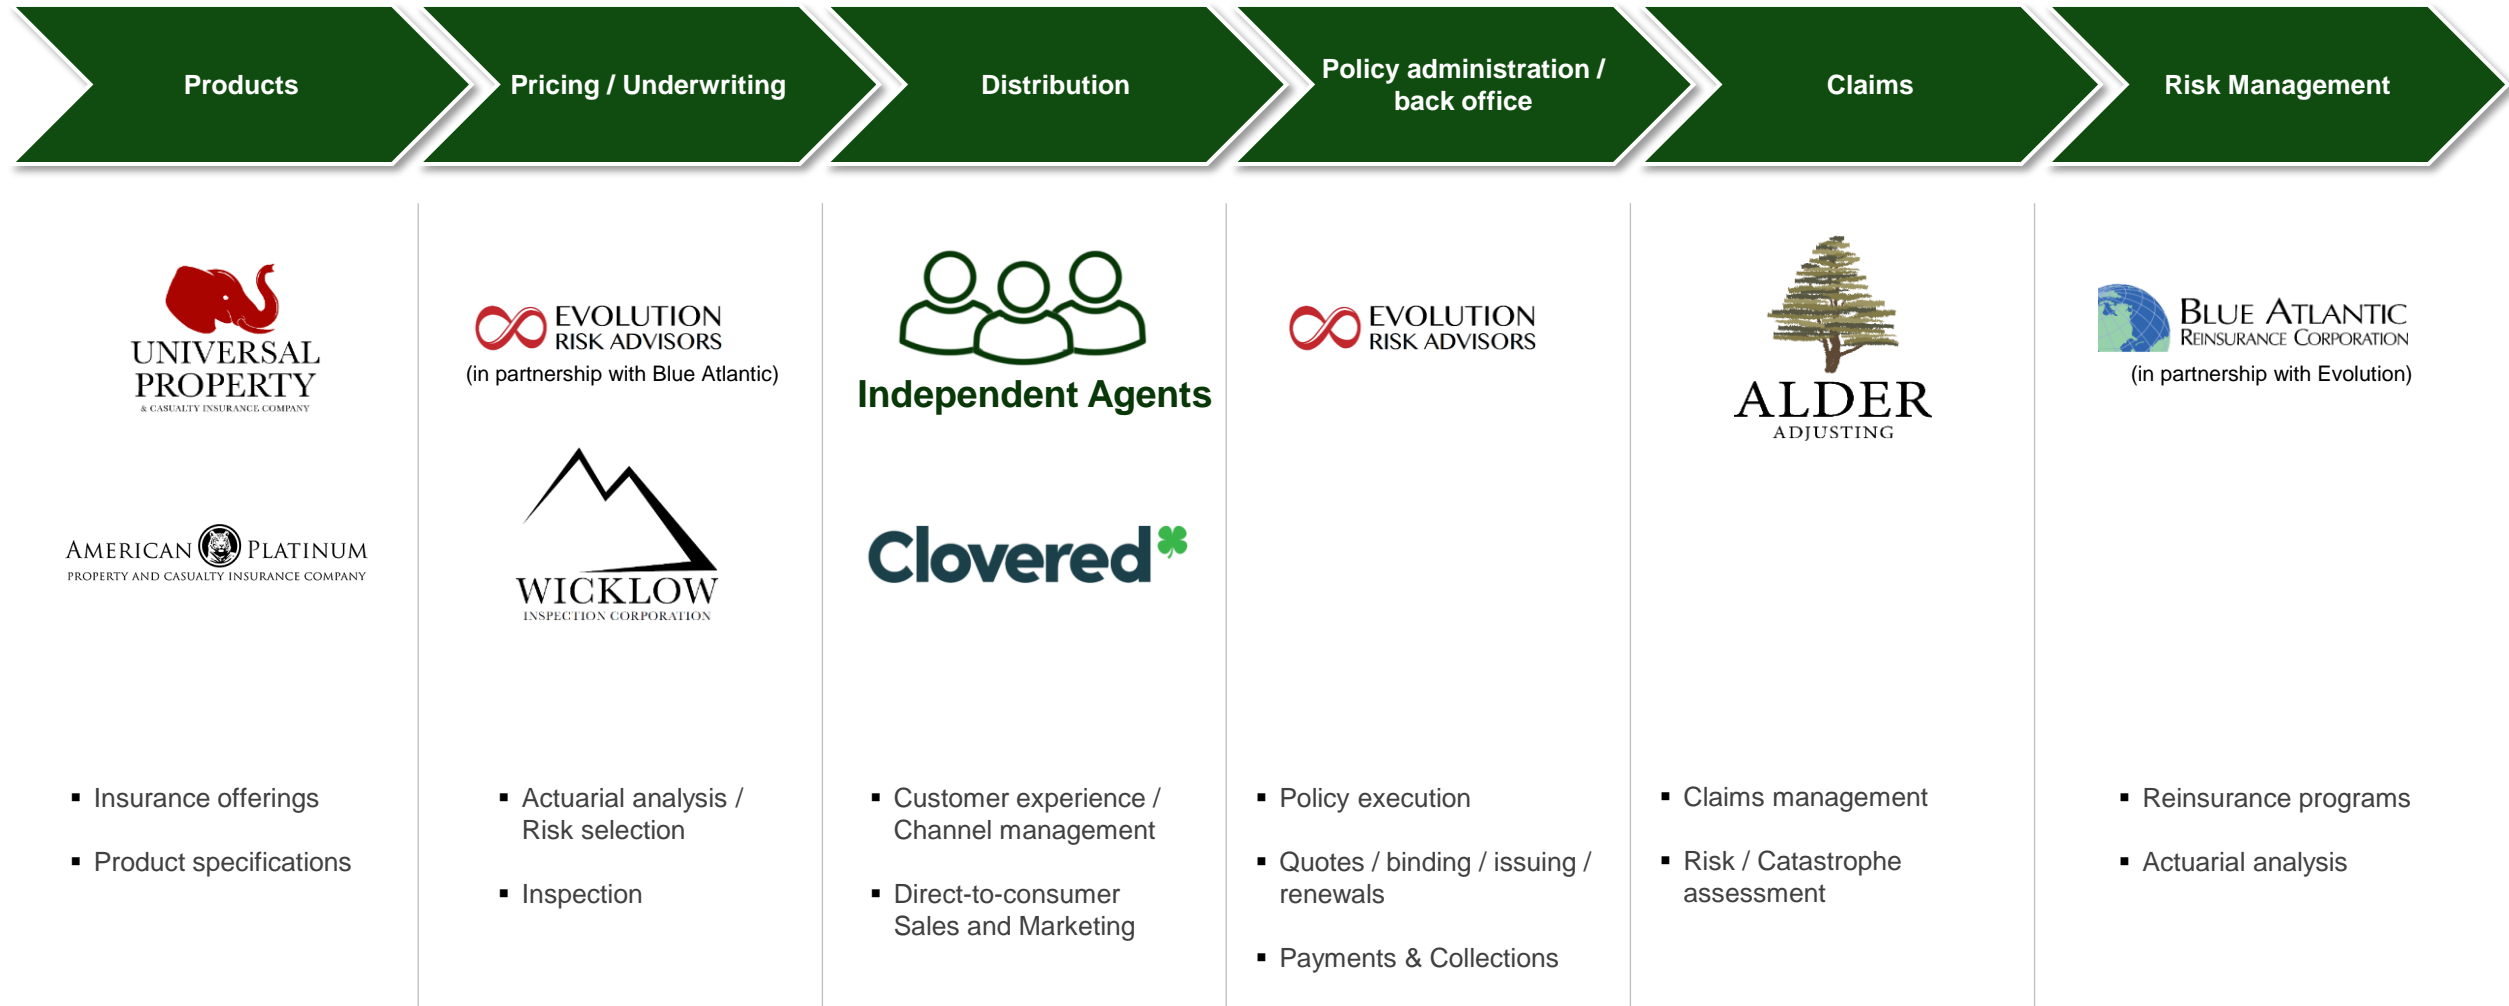 Products
Pricing / Underwriting
Distribution
Policy administration /
back office
Claims
Risk Management
UNIVERSAL
PROPERTY
& CASUALTY INSURANCE COMPANY
AMERICAN PLATINUM
PROPERTY AND CASUALTY INSURANCE COMPANY
▪ Insurance offerings
▪ Product specifications
EVOLUTION
RISK ADVISORS
(in partnership with Blue Atlantic)
WICKLOW
INSPECTION CORPORATION
▪ Actuarial analysis /
Risk selection
▪ Inspection
Independent Agents
Clovered
▪ Customer experience /
Channel management
▪ Direct-to-consumer
Sales and Marketing
EVOLUTION
RISK ADVISORS
▪ Policy execution
▪ Quotes / binding / issuing /
renewals
▪ Payments & Collections
ALDER
ADJUSTING
▪ Claims management
▪ Risk / Catastrophe
assessment
BLUE ATLANTIC
REINSURANCE CORPORATION
(in partnership with Evolution)
▪ Reinsurance programs
▪ Actuarial analysis